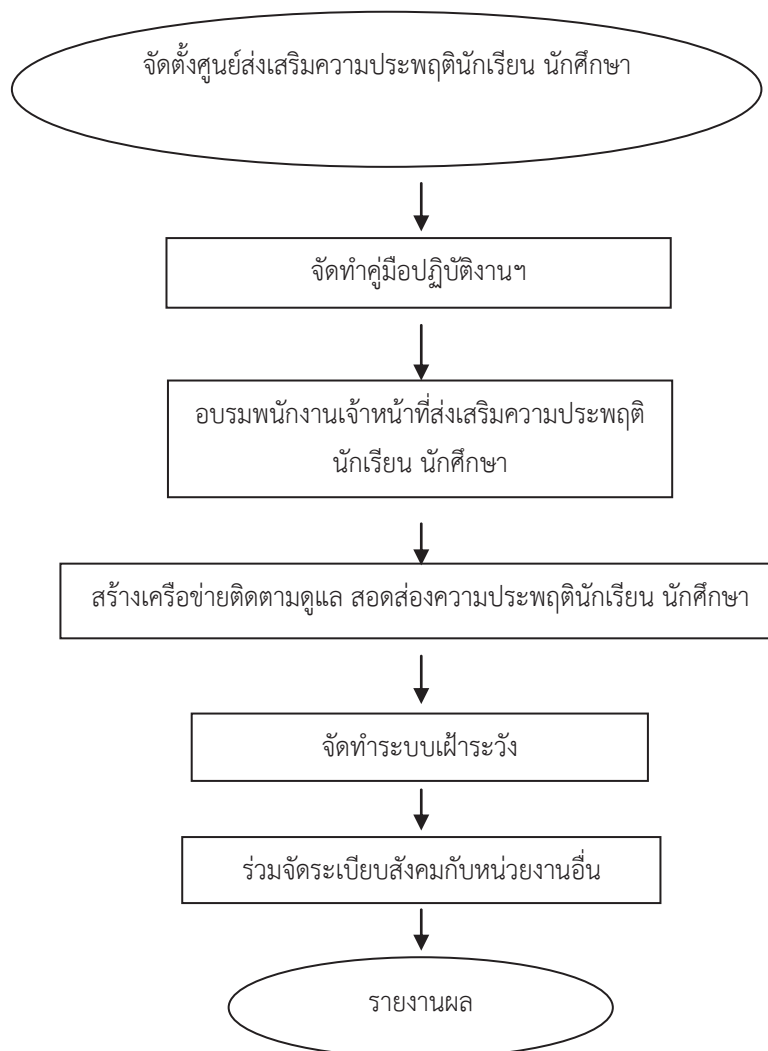 จัดตั้งศูนย์ส่งเสริมความประพฤตินักเรียน นักศึกษา
จัดทำคู่มือปฏิบัติงานฯ
อบรมพนักงานเจ้าหน้าที่ส่งเสริมความประพฤติ
นักเรียน นักศึกษา
สร้างเครือข่ายติดตามดูแล สอดส่องความประพฤตินักเรียน นักศึกษา
จัดทำระบบเฝ้าระวัง
ร่วมจัดระเบียบสังคมกับหน่วยงานอื่น
รายงานผล